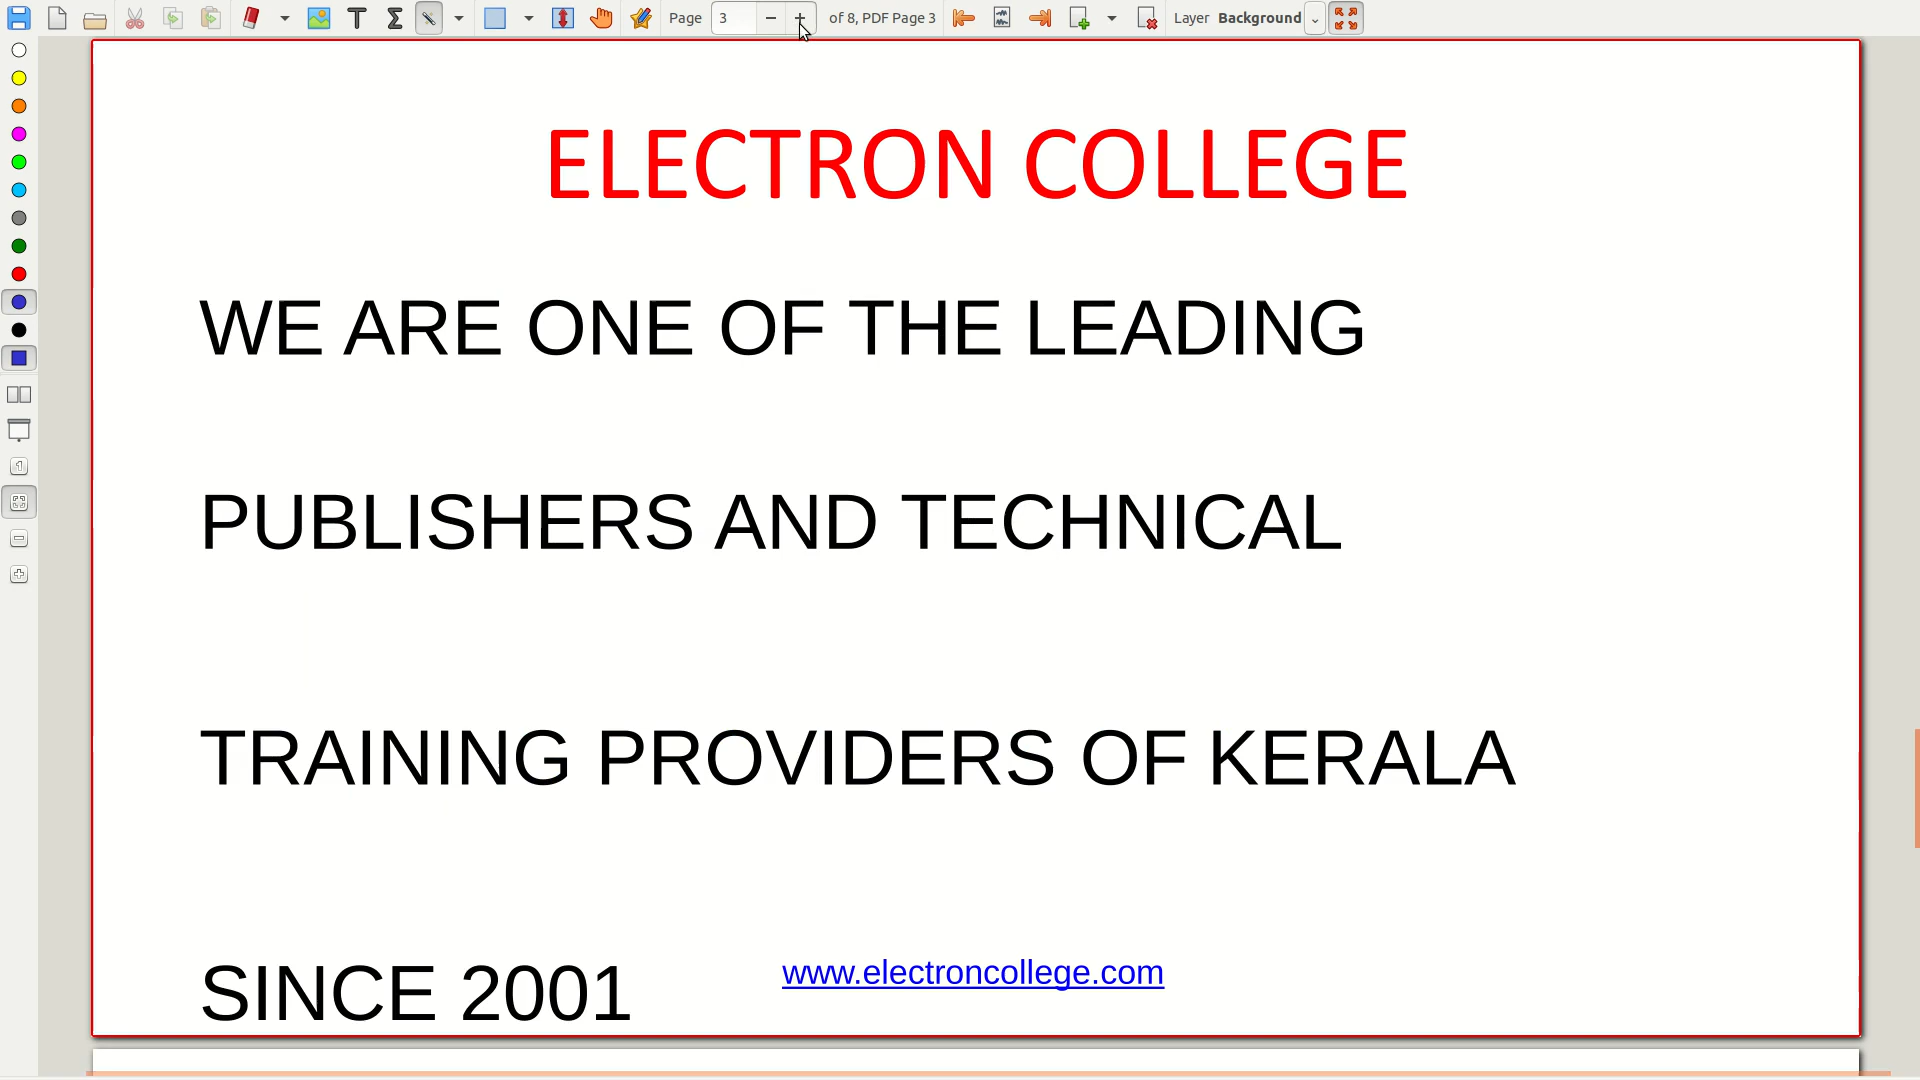 Page 3 of 8, PDF Page 3 Layer Background
ELECTRON COLLEGE
WE ARE ONE OF THE LEADING
PUBLISHERS AND TECHNICAL
TRAINING PROVIDERS OF KERALA
SINCE 2001
www.electroncollege.com